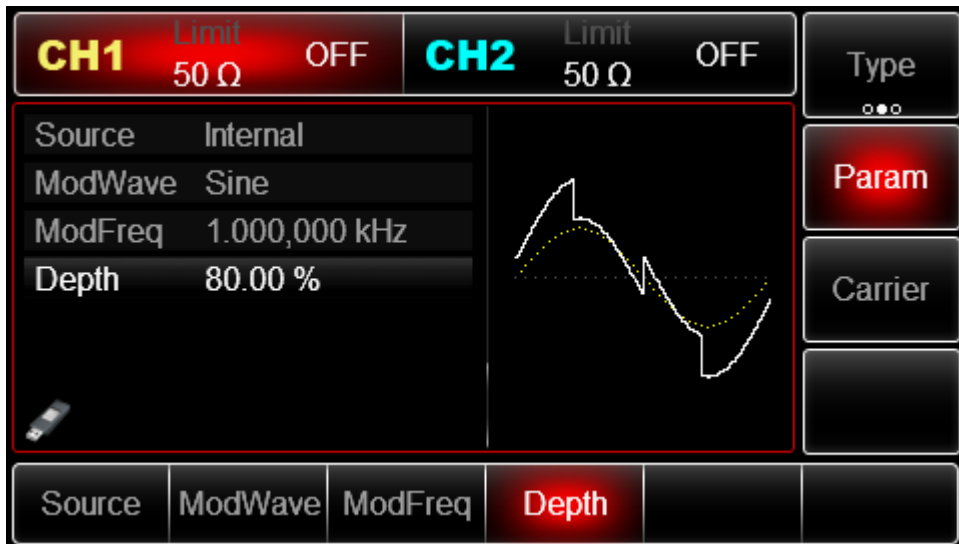 CH1 Limit 50 Ω OFF
CH2 Limit 50 Ω OFF
Type
Source Internal
ModWave Sine
ModFreq 1.000,000 kHz
Depth 80.00 %
Param
Carrier
Source ModWave ModFreq Depth